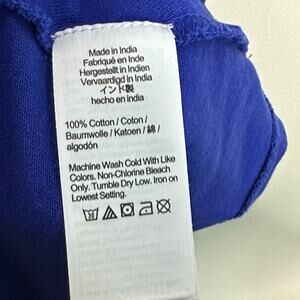 Made in India
Fabriqué en Inde
Hergestellt in Indien
Vervaardigd in India
インド製
hecho en india
100% Cotton / Coton /
Baumwolle / Katoen / 綿 /
algodón
Machine Wash Cold With Like
Colors. Non-Chlorine Bleach
Only. Tumble Dry Low. Iron on
Lowest Setting.